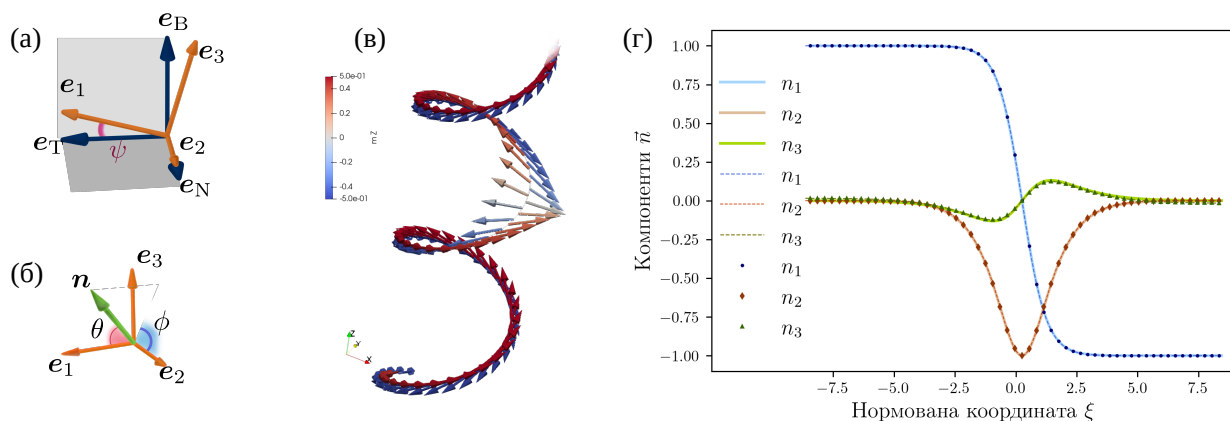 (а)
e_B
e_3
e_1
e_T
ψ
e_2
e_N
(б)
n
e_3
θ
ϕ
e_1
e_2
(в)
5.0e-01
0.4
0.2
0
-0.2
-0.4
-5.0e-01
m Z
Z
Y
X
(г)
Компоненти n⃗
1.00
0.75
0.50
0.25
0.00
−0.25
−0.50
−0.75
−1.00
n_1
n_2
n_3
n_1
n_2
n_3
n_1
n_2
n_3
−7.5 −5.0 −2.5 0.0 2.5 5.0 7.5
Нормована координата ξ